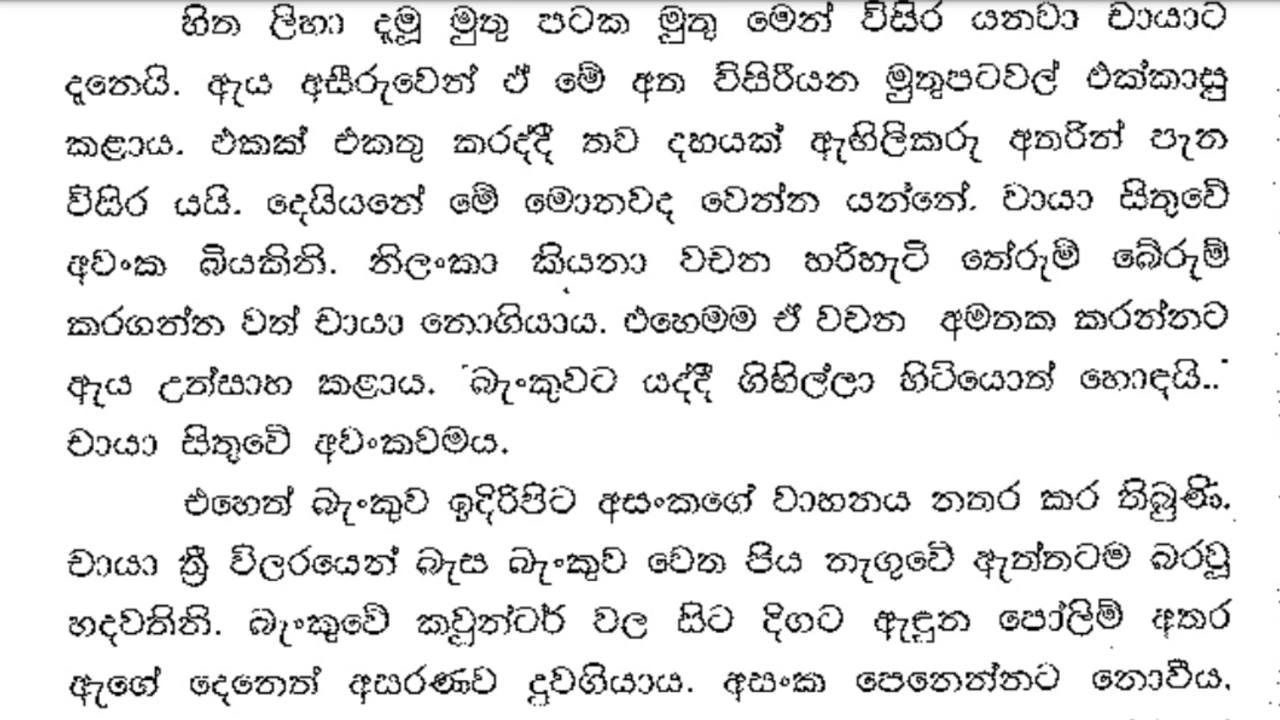 හිත ලිහා දැමූ මුතු පටක මුතු මෙන් විසිර යනවා චායාට
දැනෙයි. ඇය අසීරුවෙන් ඒ මේ අත විසිරීයන මුතුපටවල් එක්කාසු
කළාය. එකක් එකතු කරද්දී තව දහයක් ඇඟිලිකරු අතරින් පැන
විසිර යයි. දෙයියනේ මේ මොනවද වෙන්න යන්නේ. චායා සිතුවේ
අවංක බියකිනි. නිලංකා කියනා වචන හරිහැටි තේරුම් බේරුම්
කරගන්න වත් චායා නොගියාය. එහෙමම ඒ වචන අමතක කරන්නට
ඇය උත්සාහ කළාය. "බැංකුවට යද්දී ගිහිල්ලා හිටියොත් හොඳයි.."
චායා සිතුවේ අවංකවමය.
එහෙත් බැංකුව ඉදිරිපිට අසංකගේ වාහනය නතර කර තිබුණි.
චායා ත්‍රී විලරයෙන් බැස බැංකුව වෙත පිය නැගුවේ ඇත්තටම බරවූ
හදවතිනි. බැංකුවේ කවුන්ටර් වල සිට දිගට ඇඳුන පෝලිම් අතර
ඇගේ දෙනෙත් අසරණව දුවගියාය. අසංක පෙනෙන්නට නොවීය.